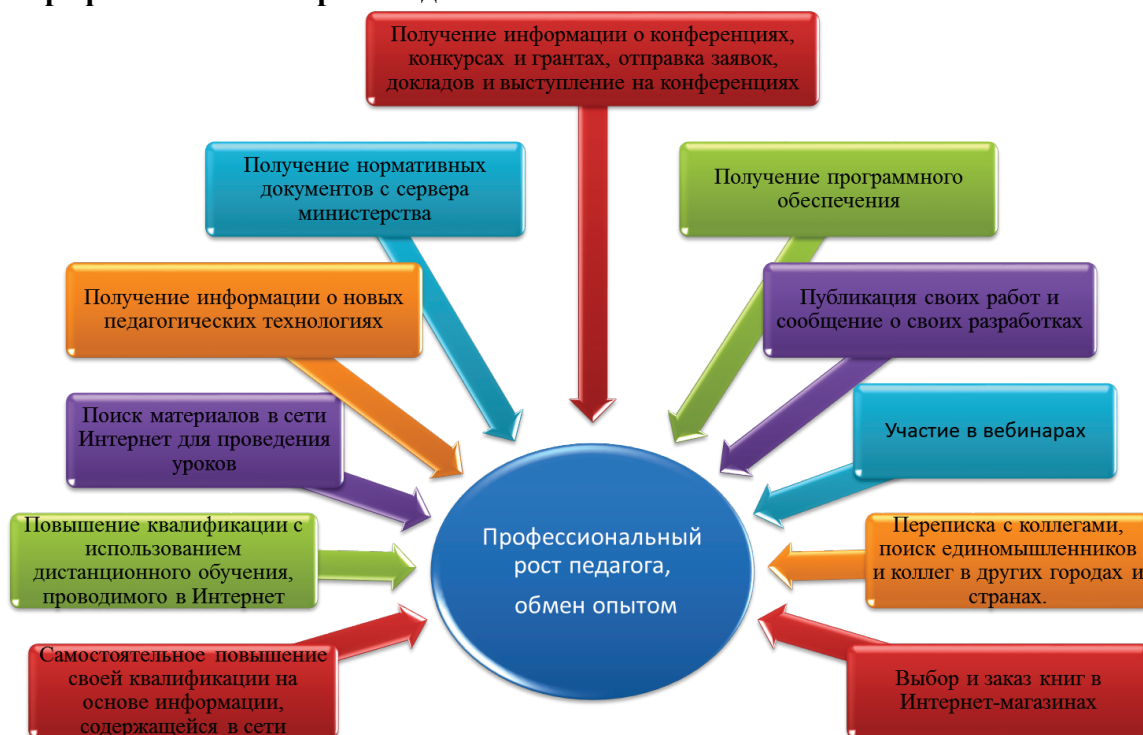 Получение информации о конференциях,
конкурсах и грантах, отправка заявок,
докладов и выступление на конференциях
Получение нормативных
документов с сервера
министерства
Получение программного
обеспечения
Получение информации о новых
педагогических технологиях
Публикация своих работ и
сообщение о своих разработках
Поиск материалов в сети
Интернет для проведения
уроков
Участие в вебинарах
Повышение квалификации с
использованием
дистанционного обучения,
проводимого в Интернет
Профессиональный
рост педагога,
обмен опытом
Переписка с коллегами,
поиск единомышленников
и коллег в других городах и
странах.
Самостоятельное повышение
своей квалификации на
основе информации,
содержащейся в сети
Выбор и заказ книг в
Интернет-магазинах